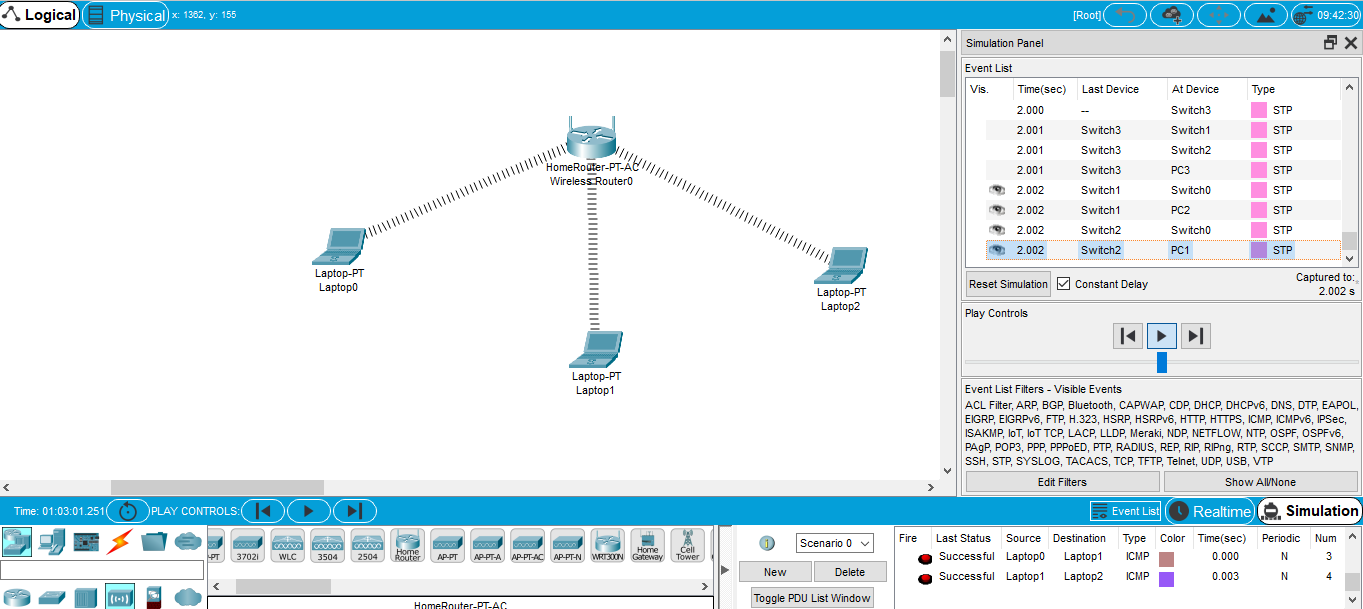 Logical Physical x: 1362, y: 155 [Root] 09:42:30
HomeRouter-PT-AC
Wireless Router0
Laptop-PT
Laptop0
Laptop-PT
Laptop2
Laptop-PT
Laptop1
Simulation Panel
Event List
Vis. Time(sec) Last Device At Device Type
2.000 -- Switch3 STP
2.001 Switch3 Switch1 STP
2.001 Switch3 Switch2 STP
2.001 Switch3 PC3 STP
2.002 Switch1 Switch0 STP
2.002 Switch1 PC2 STP
2.002 Switch2 Switch0 STP
2.002 Switch2 PC1 STP
Reset Simulation Constant Delay Captured to:
2.002 s
Play Controls
Event List Filters - Visible Events
ACL Filter, ARP, BGP, Bluetooth, CAPWAP, CDP, DHCP, DHCPv6, DNS, DTP, EAPOL,
EIGRP, EIGRPv6, FTP, H.323, HSRP, HSRPv6, HTTP, HTTPS, ICMP, ICMPv6, IPSec,
ISAKMP, IoT, IoT TCP, LACP, LLDP, Meraki, NDP, NETFLOW, NTP, OSPF, OSPFv6,
PAgP, POP3, PPP, PPPoED, PTP, RADIUS, REP, RIP, RIPng, RTP, SCCP, SMTP, SNMP,
SSH, STP, SYSLOG, TACACS, TCP, TFTP, Telnet, UDP, USB, VTP
Edit Filters Show All/None
Time: 01:03:01.251 PLAY CONTROLS: Event List Realtime Simulation
-PT 3702i WLC 3504 2504 Home Router AP-PT AP-PT-A AP-PT-AC AP-PT-N WRT300N Home Gateway Cell Tower
HomeRouter-PT-AC
Scenario 0
New Delete
Toggle PDU List Window
Fire Last Status Source Destination Type Color Time(sec) Periodic Num
Successful Laptop0 Laptop1 ICMP 0.000 N 3
Successful Laptop1 Laptop2 ICMP 0.003 N 4